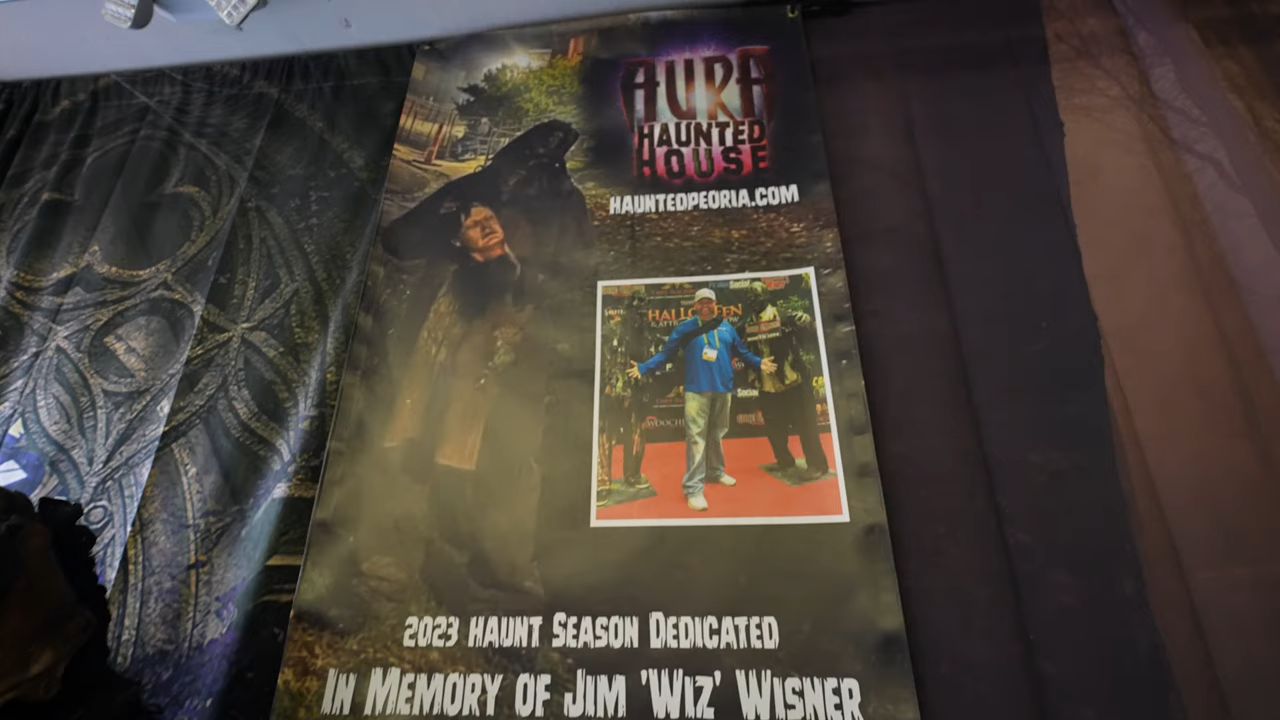 AURA
HAUNTED
HOUSE
HAUNTEDPEORIA.COM
HALLOWEEN
2023 HAUNT SEASON DEDICATED
IN MEMORY OF JIM 'WIZ' WISNER